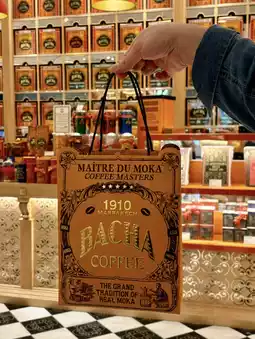 MAÎTRE DU MOKA
COFFEE MASTERS
1910
MARRAKECH
BACHA
COFFEE
THE GRAND
TRADITION OF
REAL MOKA